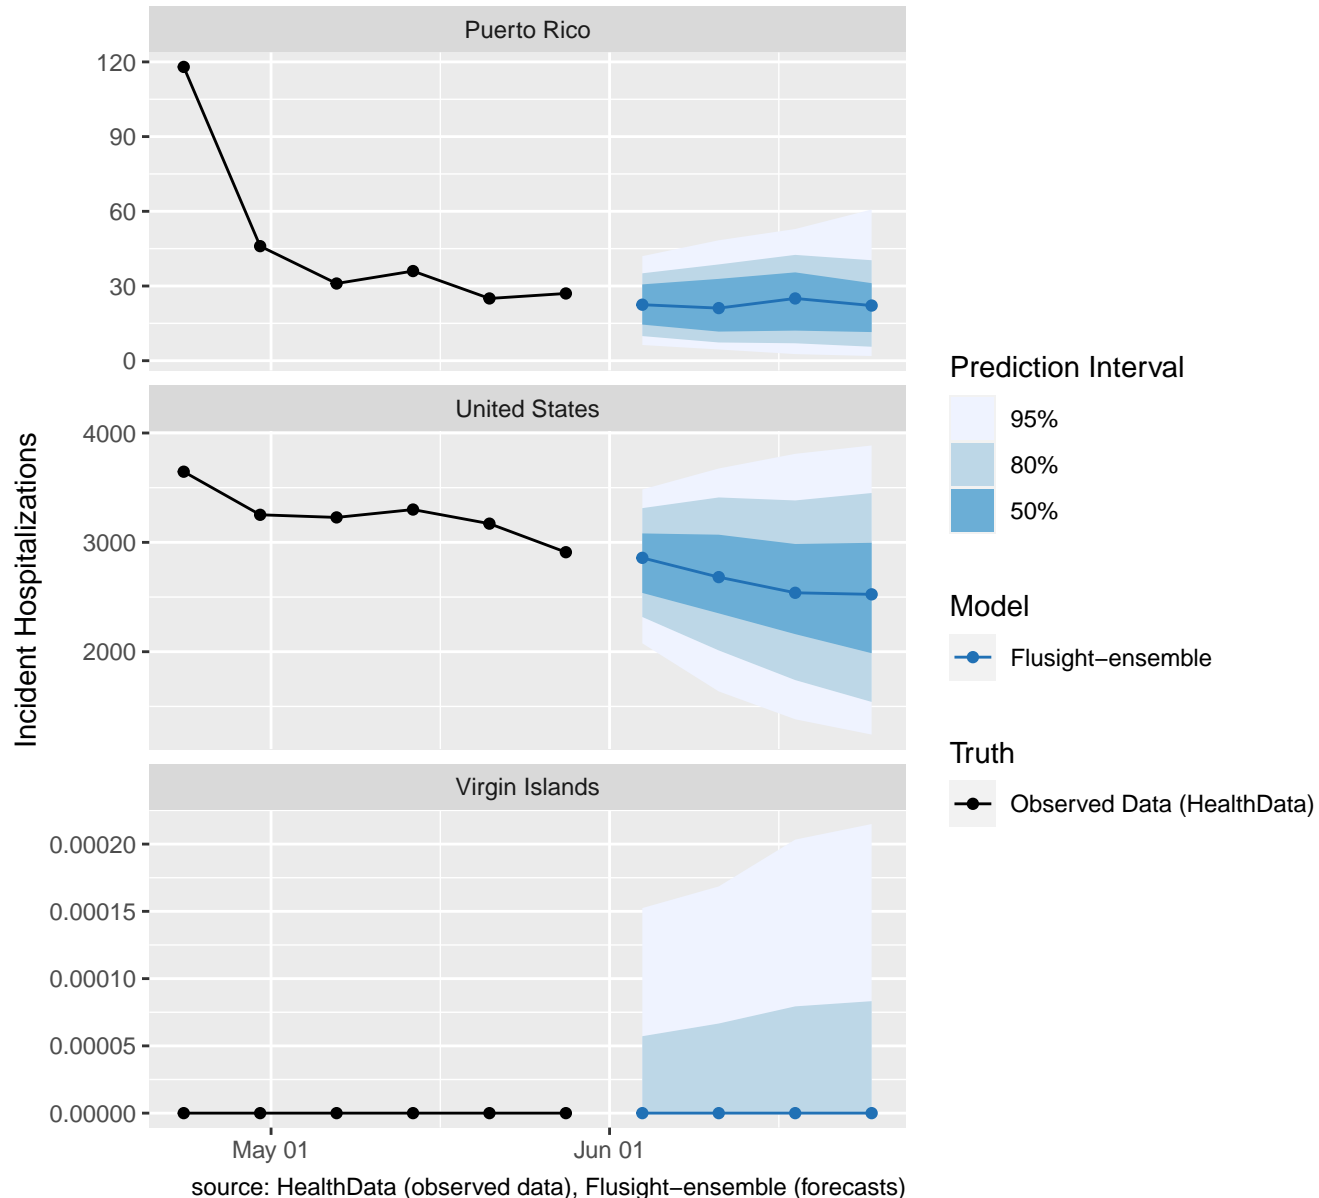 Puerto Rico
120
90
60
30
0
United States
4000
3000
2000
Virgin Islands
0.00020
0.00015
0.00010
0.00005
0.00000
May 01
Jun 01
Incident Hospitalizations
source: HealthData (observed data), Flusight−ensemble (forecasts)
Prediction Interval
95%
80%
50%
Model
Flusight−ensemble
Truth
Observed Data (HealthData)